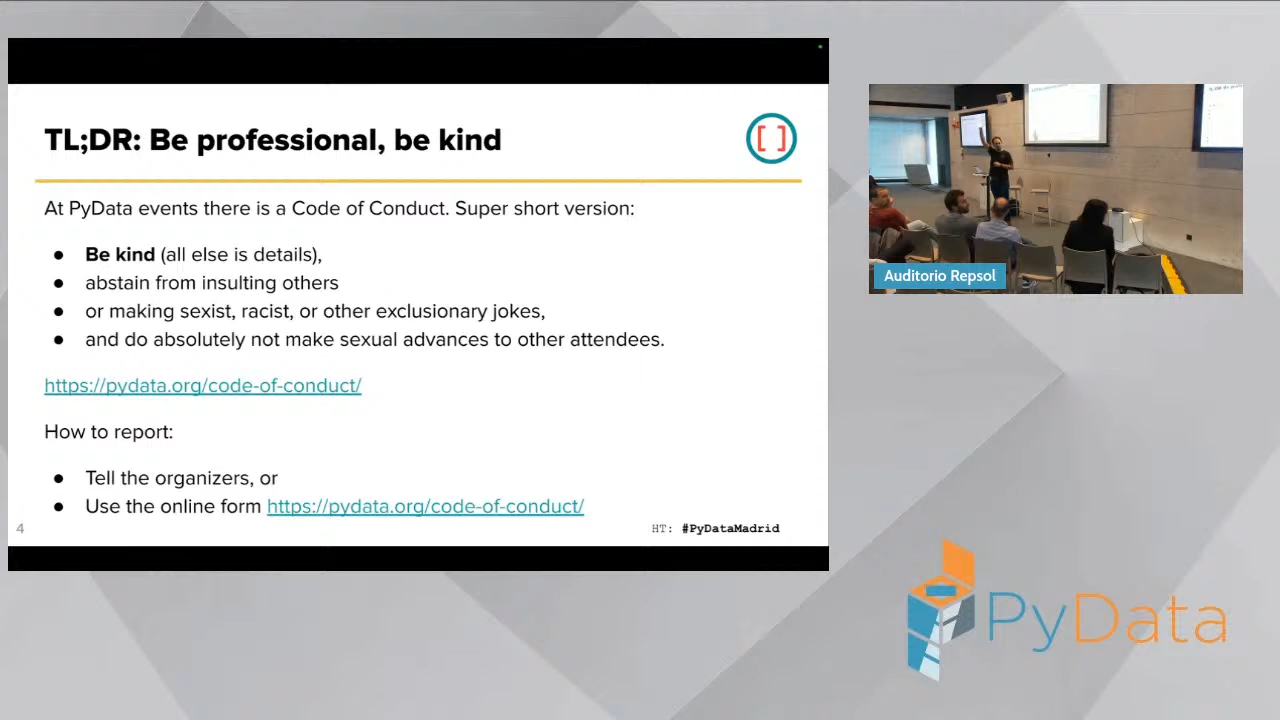 TL;DR: Be professional, be kind
[ ]
At PyData events there is a Code of Conduct. Super short version:
● Be kind (all else is details),
● abstain from insulting others
● or making sexist, racist, or other exclusionary jokes,
● and do absolutely not make sexual advances to other attendees.
https://pydata.org/code-of-conduct/
How to report:
● Tell the organizers, or
● Use the online form https://pydata.org/code-of-conduct/
4
HT: #PyDataMadrid
Auditorio Repsol
PyData